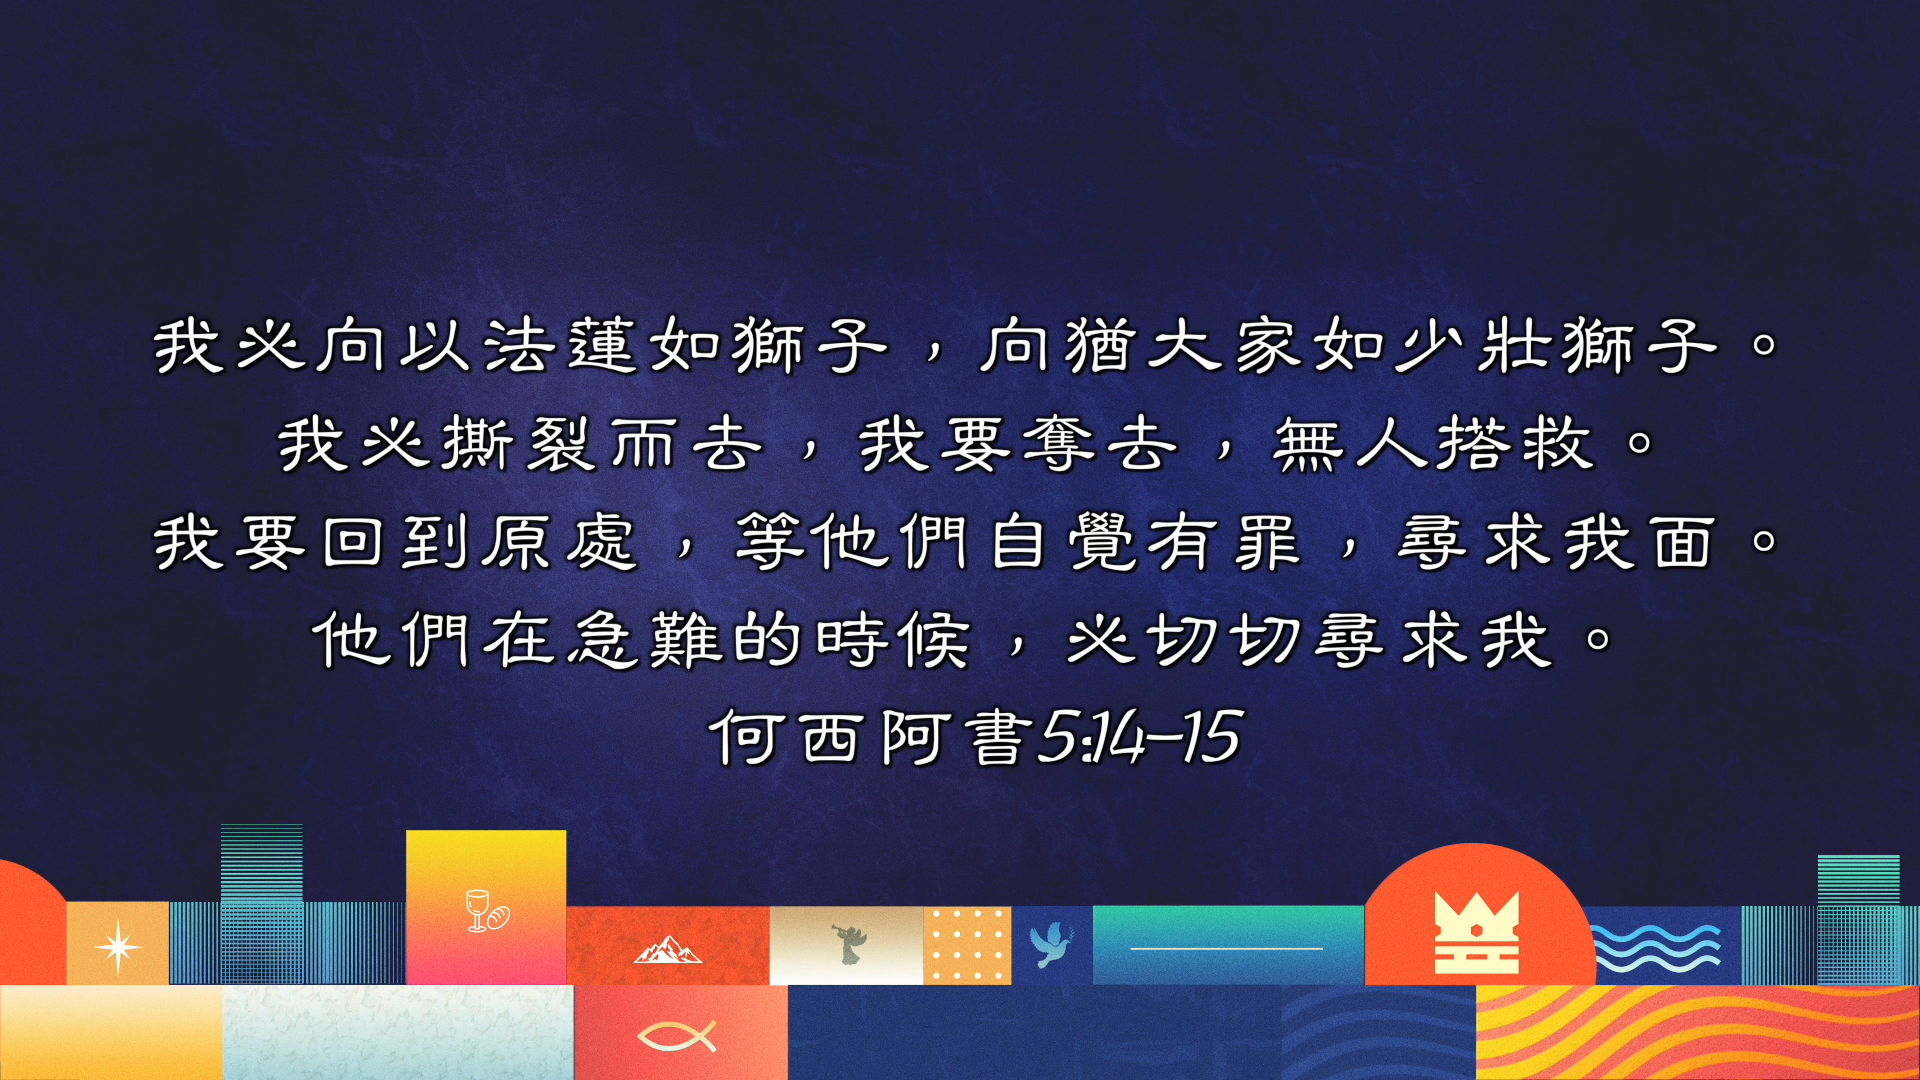 我必向以法蓮如獅子，向猶大家如少壯獅子。
我必撕裂而去，我要奪去，無人搭救。
我要回到原處，等他們自覺有罪，尋求我面。
他們在急難的時候，必切切尋求我。
何西阿書5:14-15